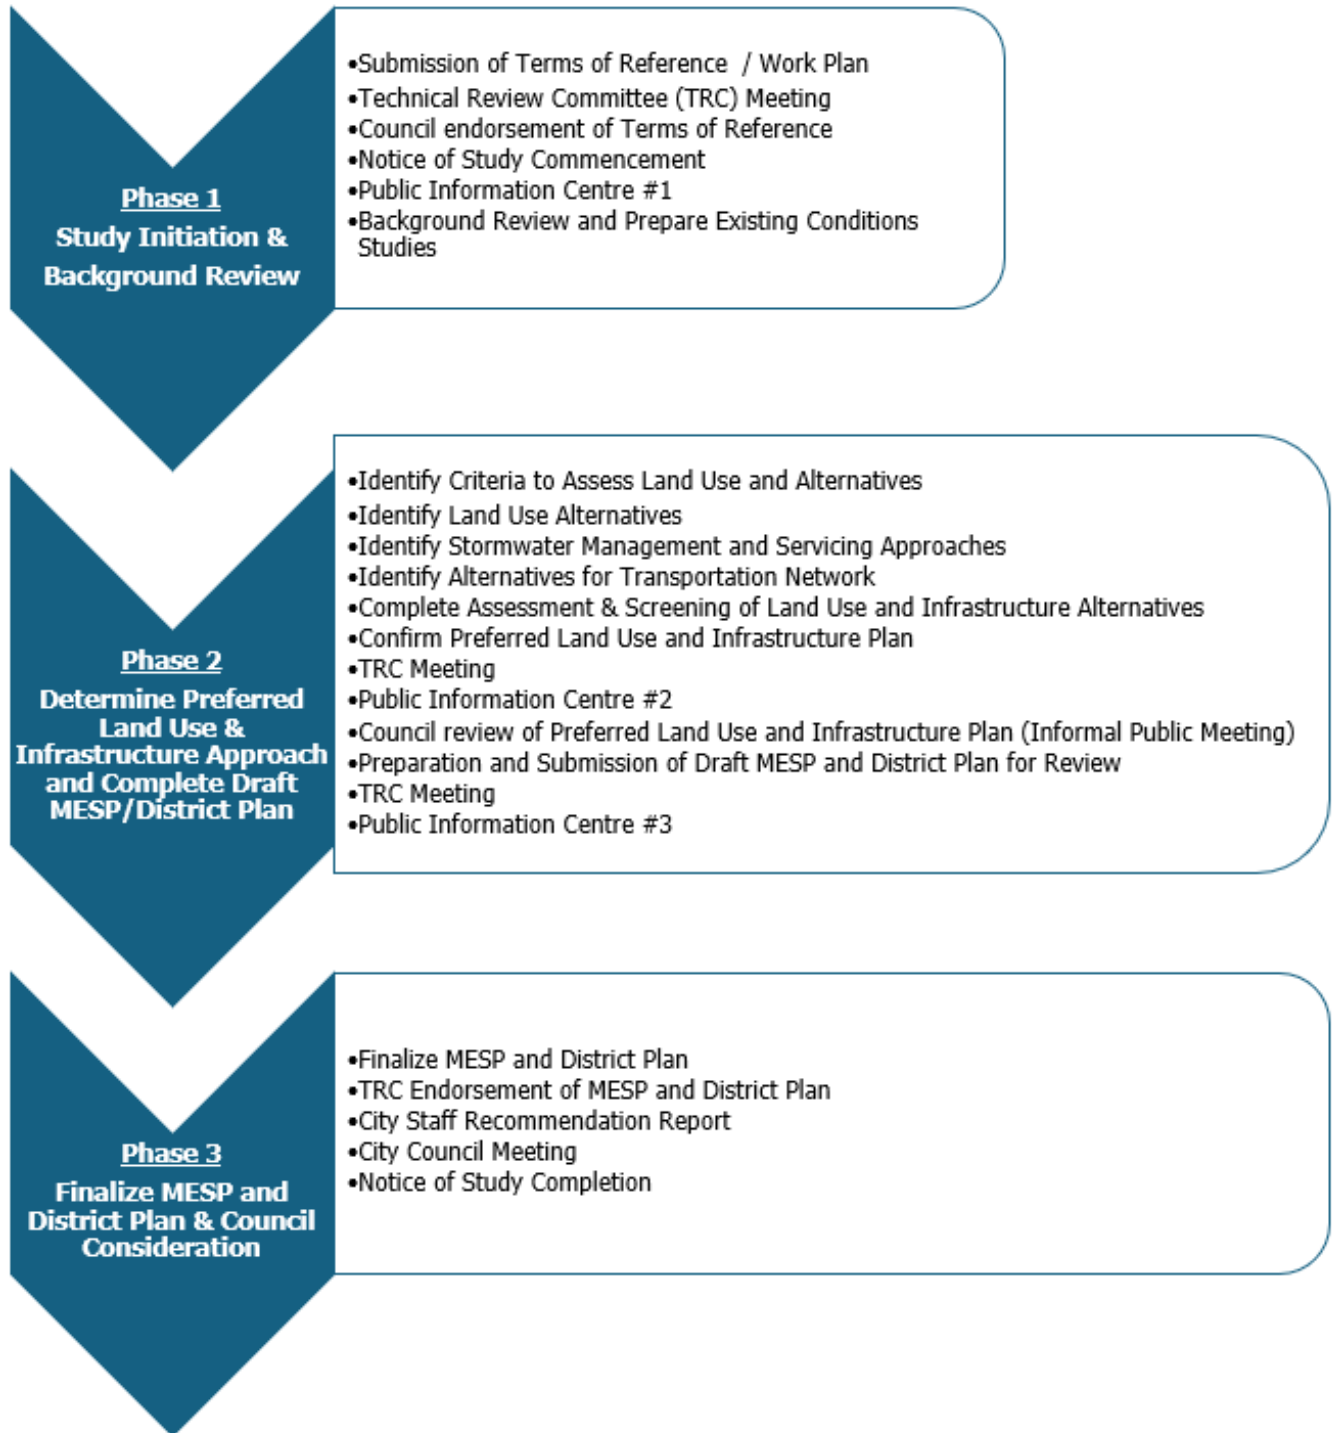 Phase 1
Study Initiation &
Background Review
•Submission of Terms of Reference / Work Plan
•Technical Review Committee (TRC) Meeting
•Council endorsement of Terms of Reference
•Notice of Study Commencement
•Public Information Centre #1
•Background Review and Prepare Existing Conditions
Studies
Phase 2
Determine Preferred
Land Use &
Infrastructure Approach
and Complete Draft
MESP/District Plan
•Identify Criteria to Assess Land Use and Alternatives
•Identify Land Use Alternatives
•Identify Stormwater Management and Servicing Approaches
•Identify Alternatives for Transportation Network
•Complete Assessment & Screening of Land Use and Infrastructure Alternatives
•Confirm Preferred Land Use and Infrastructure Plan
•TRC Meeting
•Public Information Centre #2
•Council review of Preferred Land Use and Infrastructure Plan (Informal Public Meeting)
•Preparation and Submission of Draft MESP and District Plan for Review
•TRC Meeting
•Public Information Centre #3
Phase 3
Finalize MESP and
District Plan & Council
Consideration
•Finalize MESP and District Plan
•TRC Endorsement of MESP and District Plan
•City Staff Recommendation Report
•City Council Meeting
•Notice of Study Completion